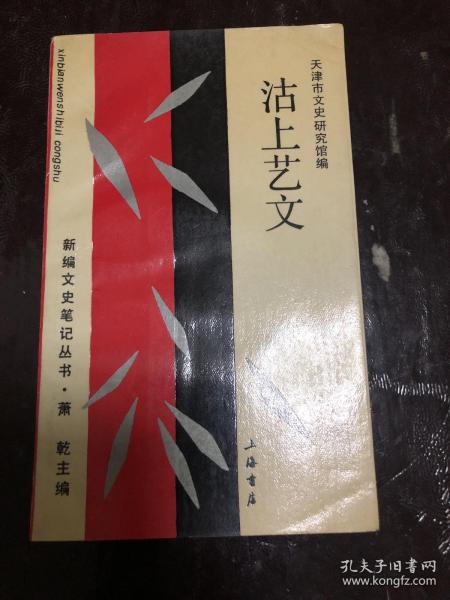 天津市文史研究馆编
沽上艺文
xinbianwenshibiji congshu
新编文史笔记丛书·萧乾主编
上海书店
孔夫子旧书网
www.kongfz.com